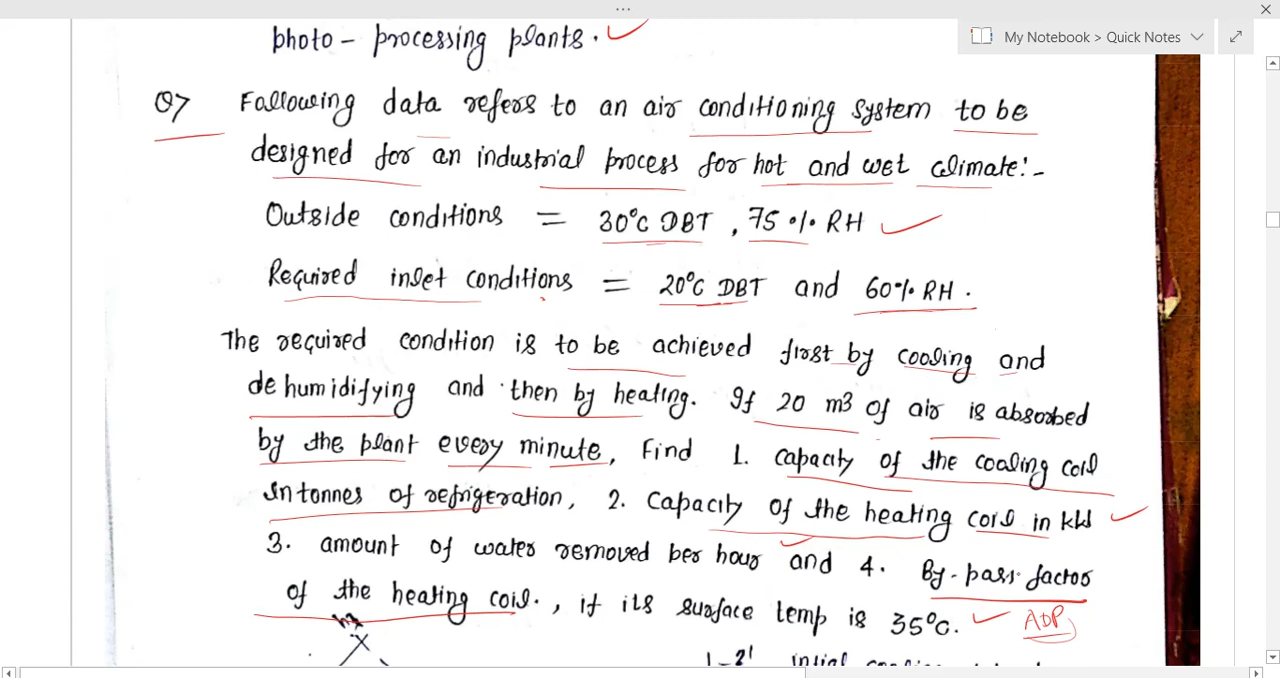 ...
My Notebook > Quick Notes
photo - processing plants.
Q7 Following data refers to an air conditioning system to be
designed for an industrial process for hot and wet climate:-
Outside conditions = 30°C DBT, 75 % RH
Required inlet conditions = 20°C DBT and 60% RH.
The required condition is to be achieved first by cooling and
dehumidifying and then by heating. If 20 m3 of air is absorbed
by the plant every minute, Find 1. capacity of the cooling coil
in tonnes of refrigeration, 2. Capacity of the heating coil in kW
3. amount of water removed per hour and 4. By-pass factor
of the heating coil., if its surface temp is 35°C.
ADP
1-2'